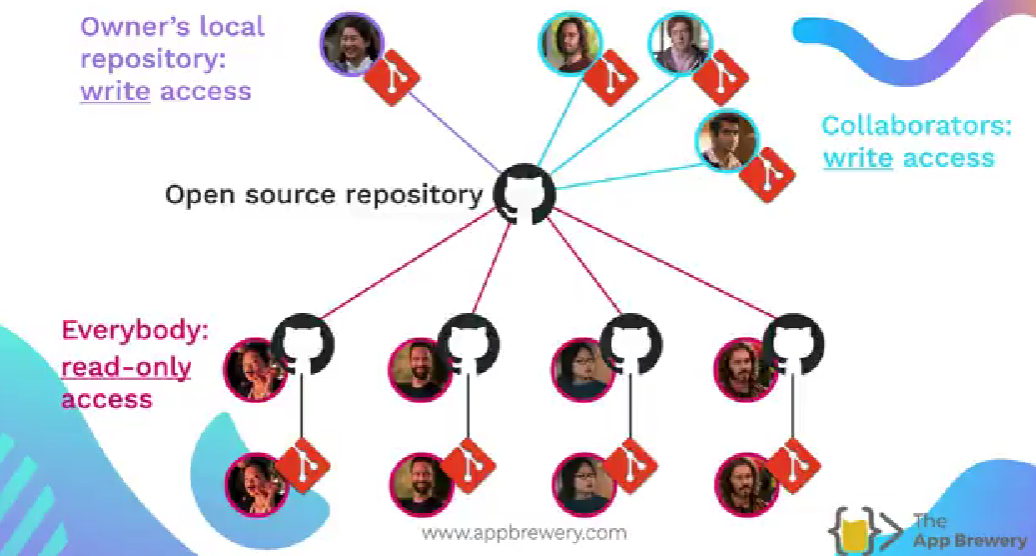 Owner's local
repository:
write access
Collaborators:
write access
Open source repository
Everybody:
read-only
access
www.appbrewery.com
The
App Brewery